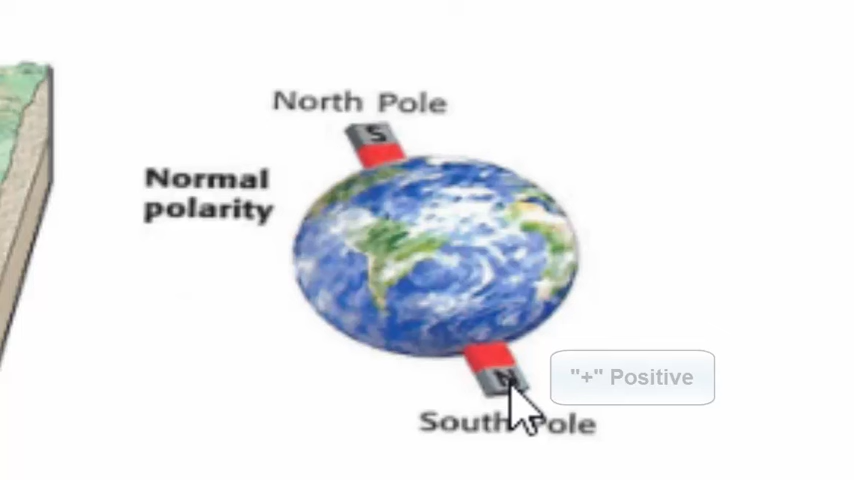 North Pole
S
Normal
polarity
N
"+" Positive
South Pole